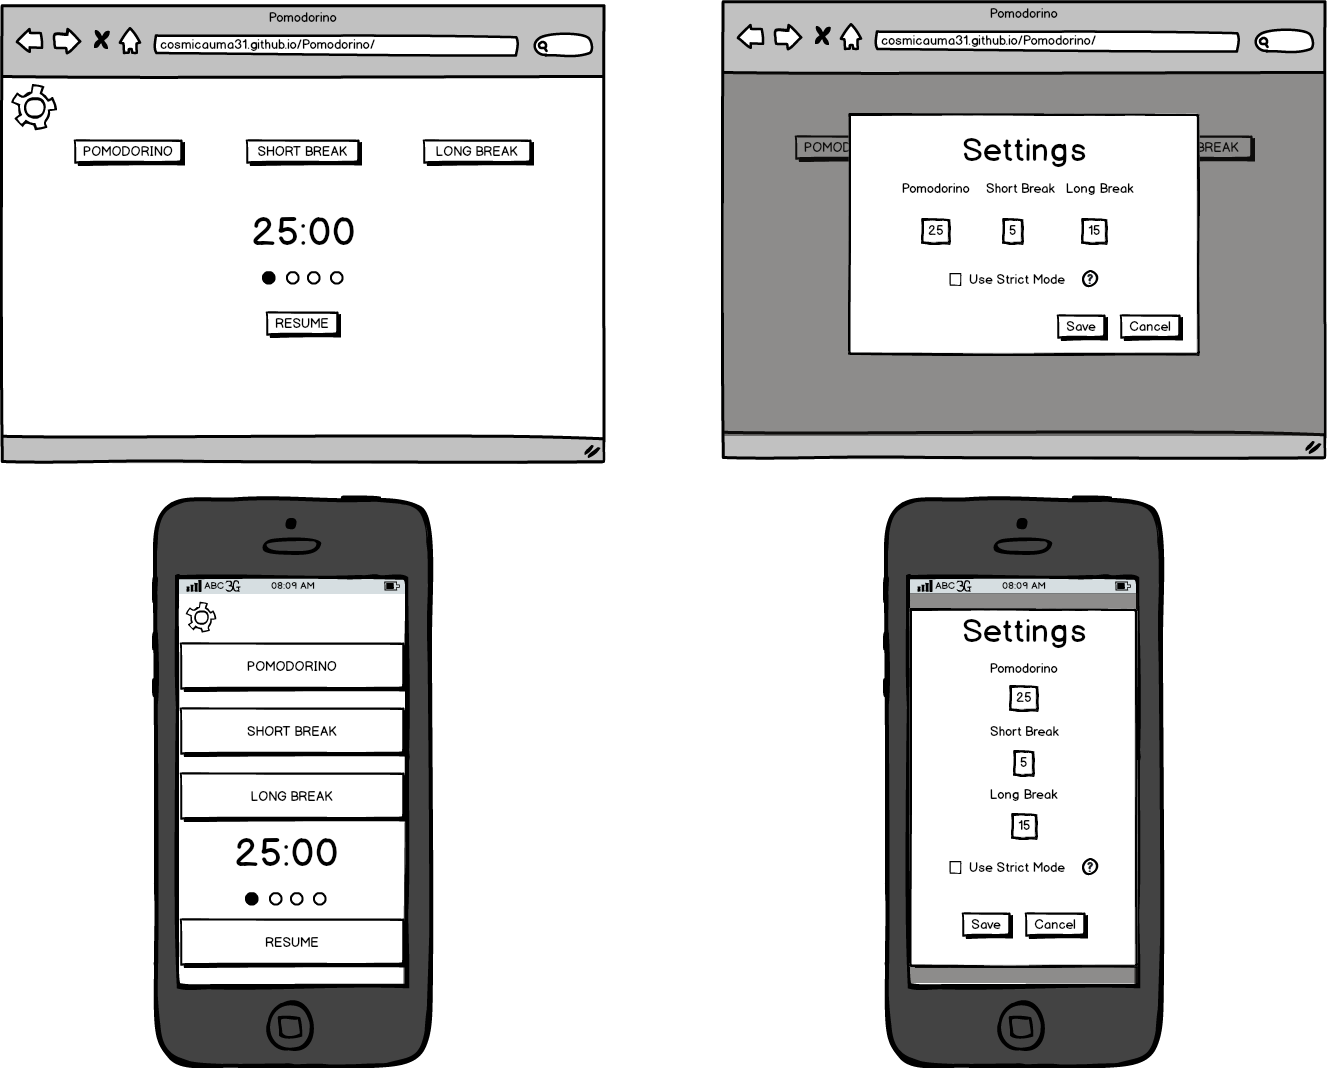 Pomodorino
cosmicauma31.github.io/Pomodorino/
POMODORINO SHORT BREAK LONG BREAK
25:00
RESUME
Pomodorino
cosmicauma31.github.io/Pomodorino/
POMOD BREAK
Settings
Pomodorino Short Break Long Break
25 5 15
Use Strict Mode ?
Save Cancel
ABC 3G 08:09 AM
POMODORINO
SHORT BREAK
LONG BREAK
25:00
RESUME
ABC 3G 08:09 AM
Settings
Pomodorino
25
Short Break
5
Long Break
15
Use Strict Mode ?
Save Cancel